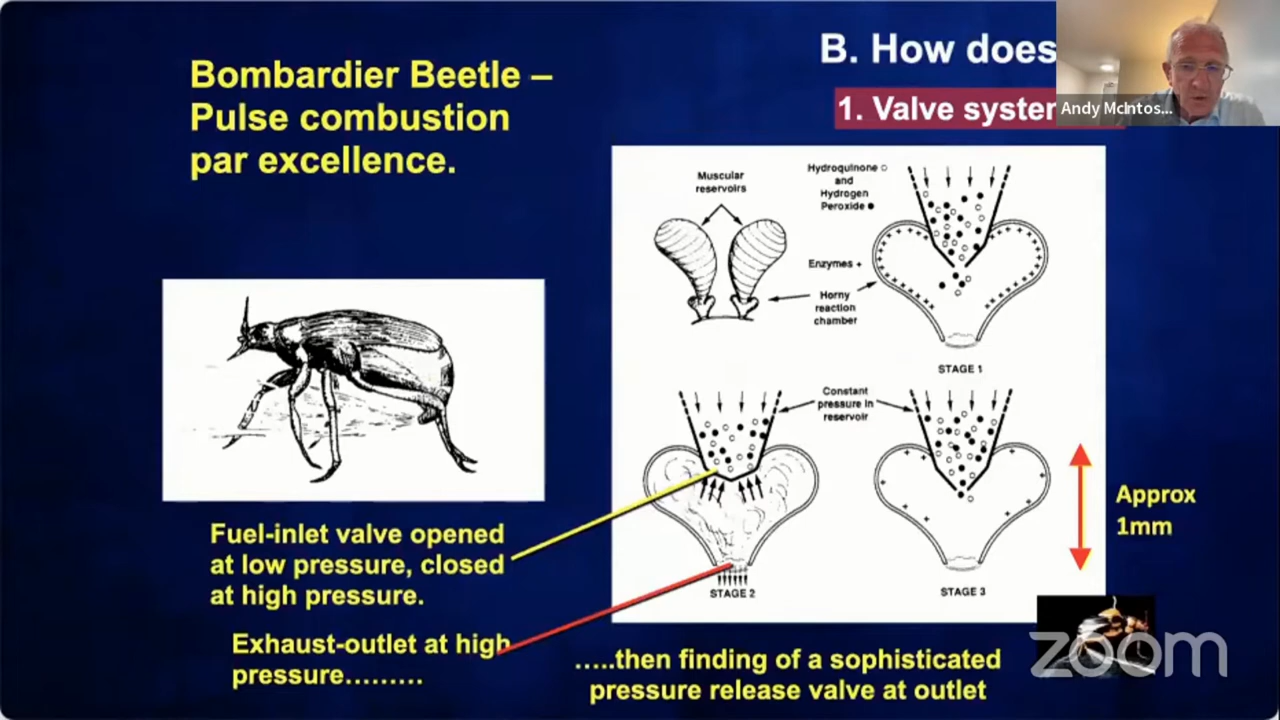 Bombardier Beetle –
Pulse combustion
par excellence.
B. How does
1. Valve syster
Andy McIntos...
Muscular
reservoirs
Hydroquinone
and
Hydrogen
Peroxide
Enzymes +
Horny
reaction
chamber
STAGE 1
Constant
pressure in
reservoir
STAGE 2
STAGE 3
Approx
1mm
Fuel-inlet valve opened
at low pressure, closed
at high pressure.
Exhaust-outlet at high
pressure.........
.....then finding of a sophisticated
pressure release valve at outlet
zoom